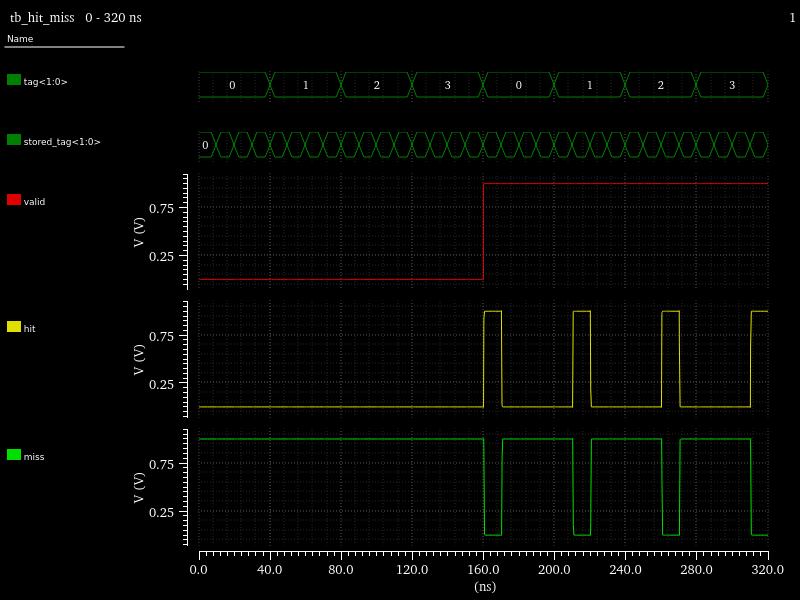 tb_hit_miss 0 - 320 ns 1
Name
tag<1:0> 0 1 2 3 0 1 2 3
stored_tag<1:0> 0
valid
0.75
V (V)
0.25
hit
0.75
V (V)
0.25
miss
0.75
V (V)
0.25
0.0 40.0 80.0 120.0 160.0 200.0 240.0 280.0 320.0
(ns)